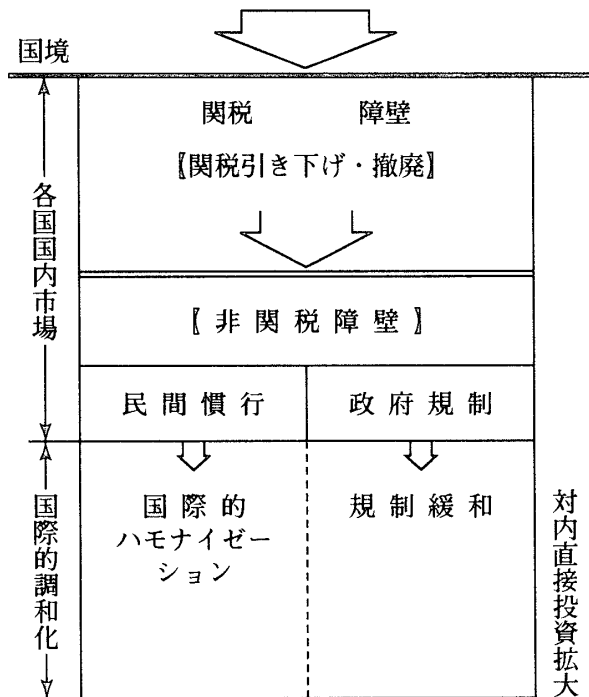 国境
関税 障壁
〖関税引き下げ・撤廃〗
各国国内市場
〖非関税障壁〗
民間慣行
政府規制
国際的調和化
国際的
ハモナイゼー
ション
規制緩和
対内直接投資拡大